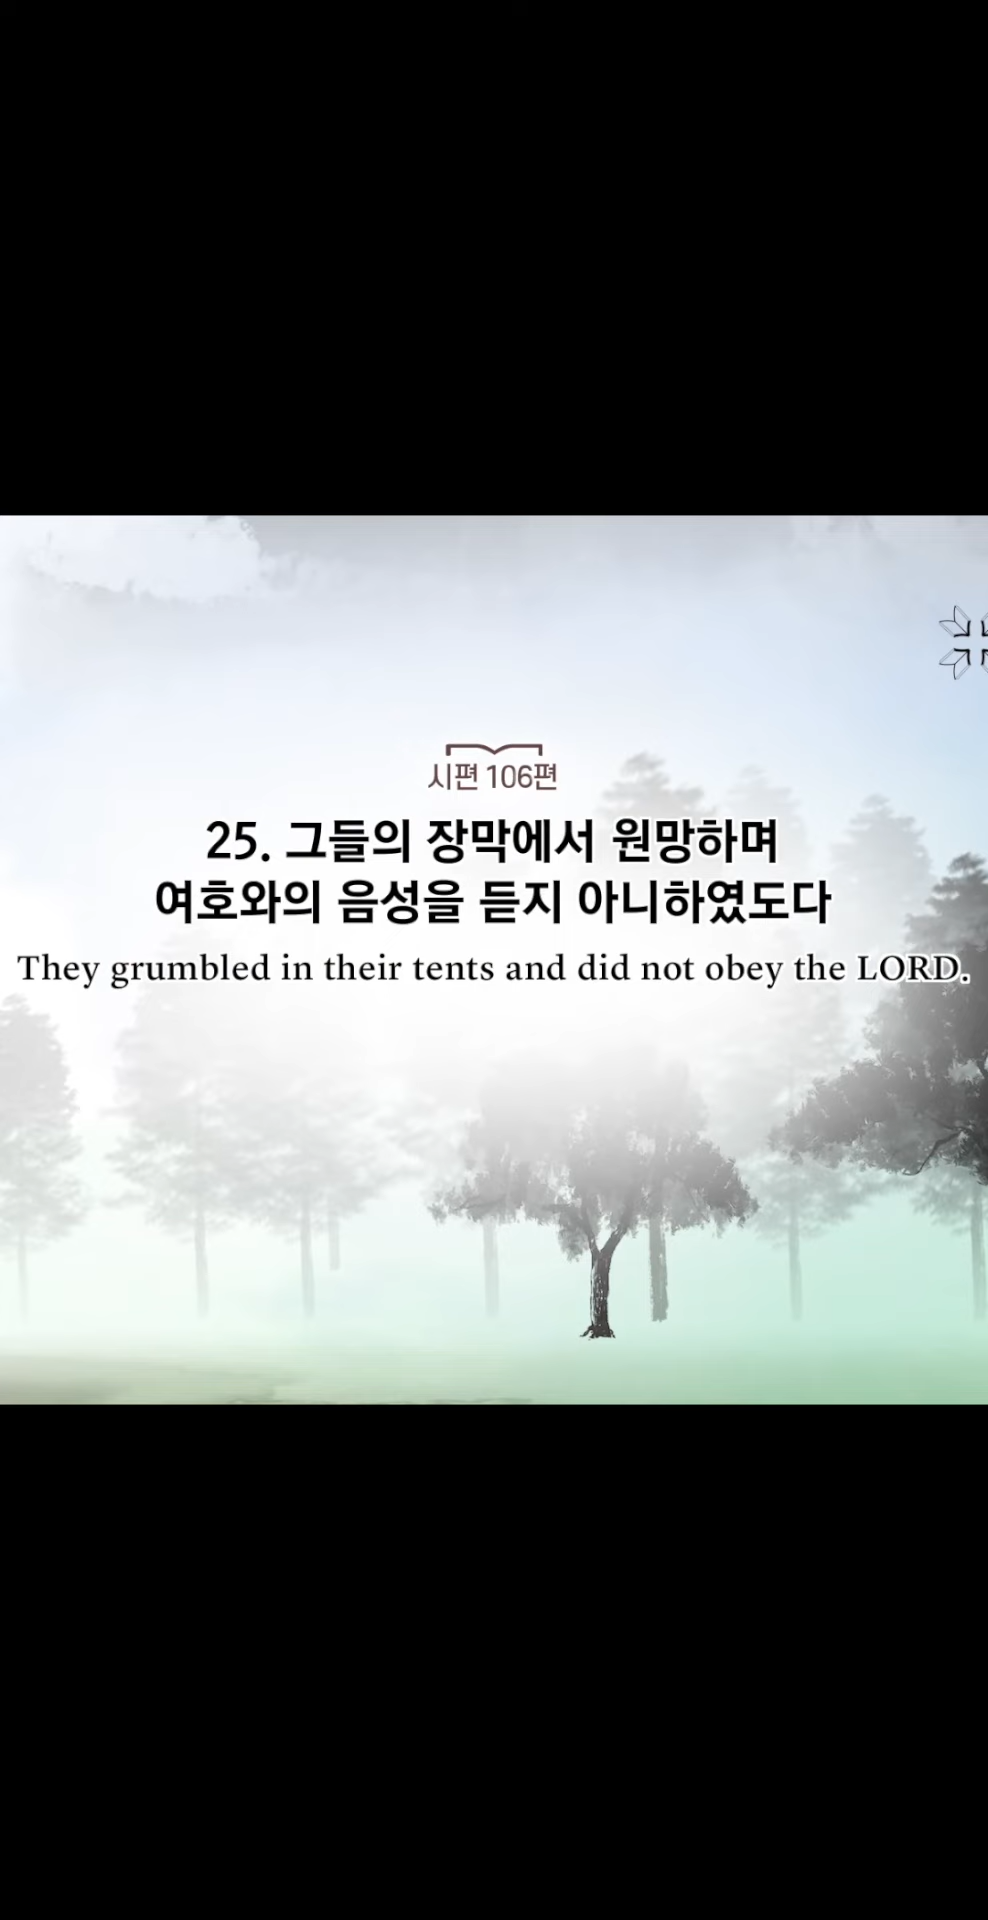 시편 106편
25. 그들의 장막에서 원망하며
여호와의 음성을 듣지 아니하였도다
They grumbled in their tents and did not obey the LORD.